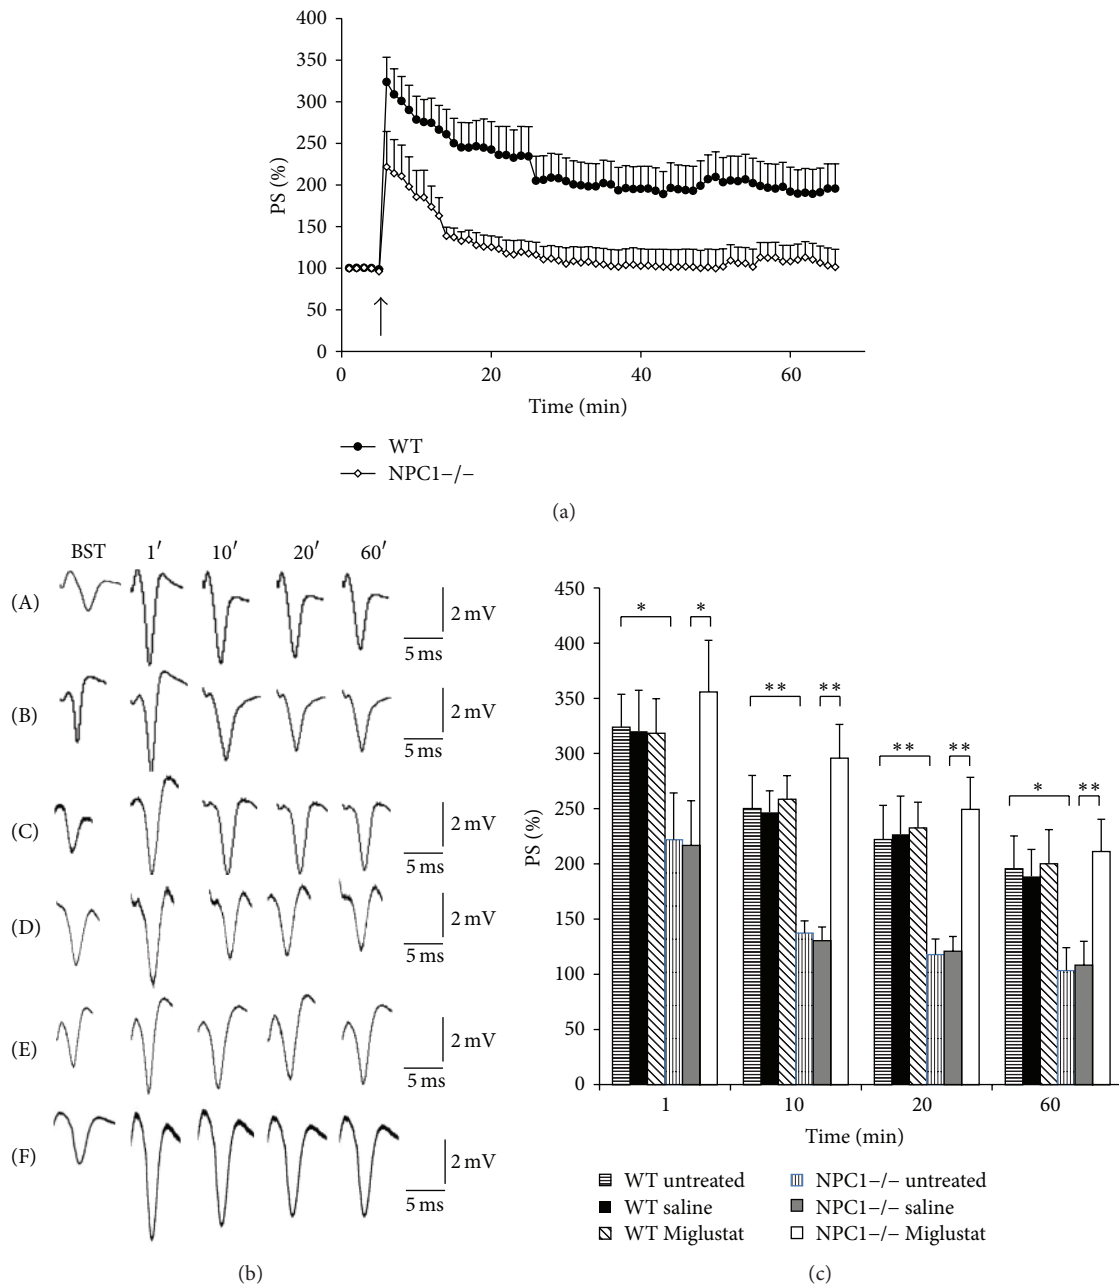 400
350
300
250
200
150
100
50
0
PS (%)
0 20 40 60
Time (min)
WT
NPC1−/−
(a)
BST 1′ 10′ 20′ 60′
(A) 2 mV
5 ms
(B) 2 mV
5 ms
(C) 2 mV
5 ms
(D) 2 mV
5 ms
(E) 2 mV
5 ms
(F) 2 mV
5 ms
(b)
450
400
350
300
250
200
150
100
50
0
PS (%)
* *
** **
** **
* **
1 10 20 60
Time (min)
WT untreated
WT saline
WT Miglustat
NPC1−/− untreated
NPC1−/− saline
NPC1−/− Miglustat
(c)